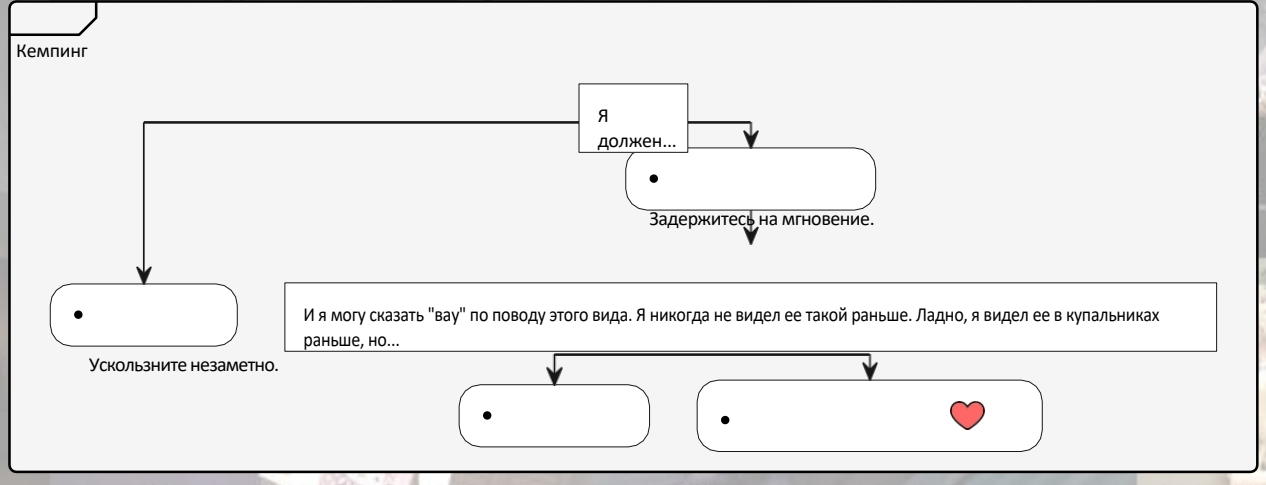 Кемпинг
Я
должен...
Задержитесь на мгновение.
И я могу сказать "вау" по поводу этого вида. Я никогда не видел ее такой раньше. Ладно, я видел ее в купальниках
раньше, но...
Ускользните незаметно.